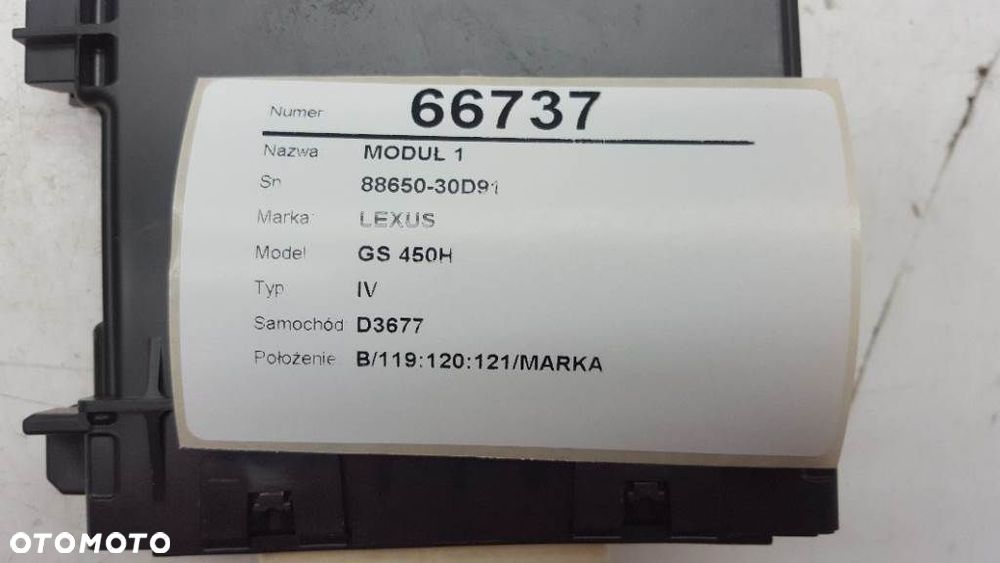 Numer 66737
Nazwa MODUŁ 1
Sn 88650-30D91
Marka LEXUS
Model GS 450H
Typ IV
Samochód D3677
Położenie B/119:120:121/MARKA
OTOMOTO